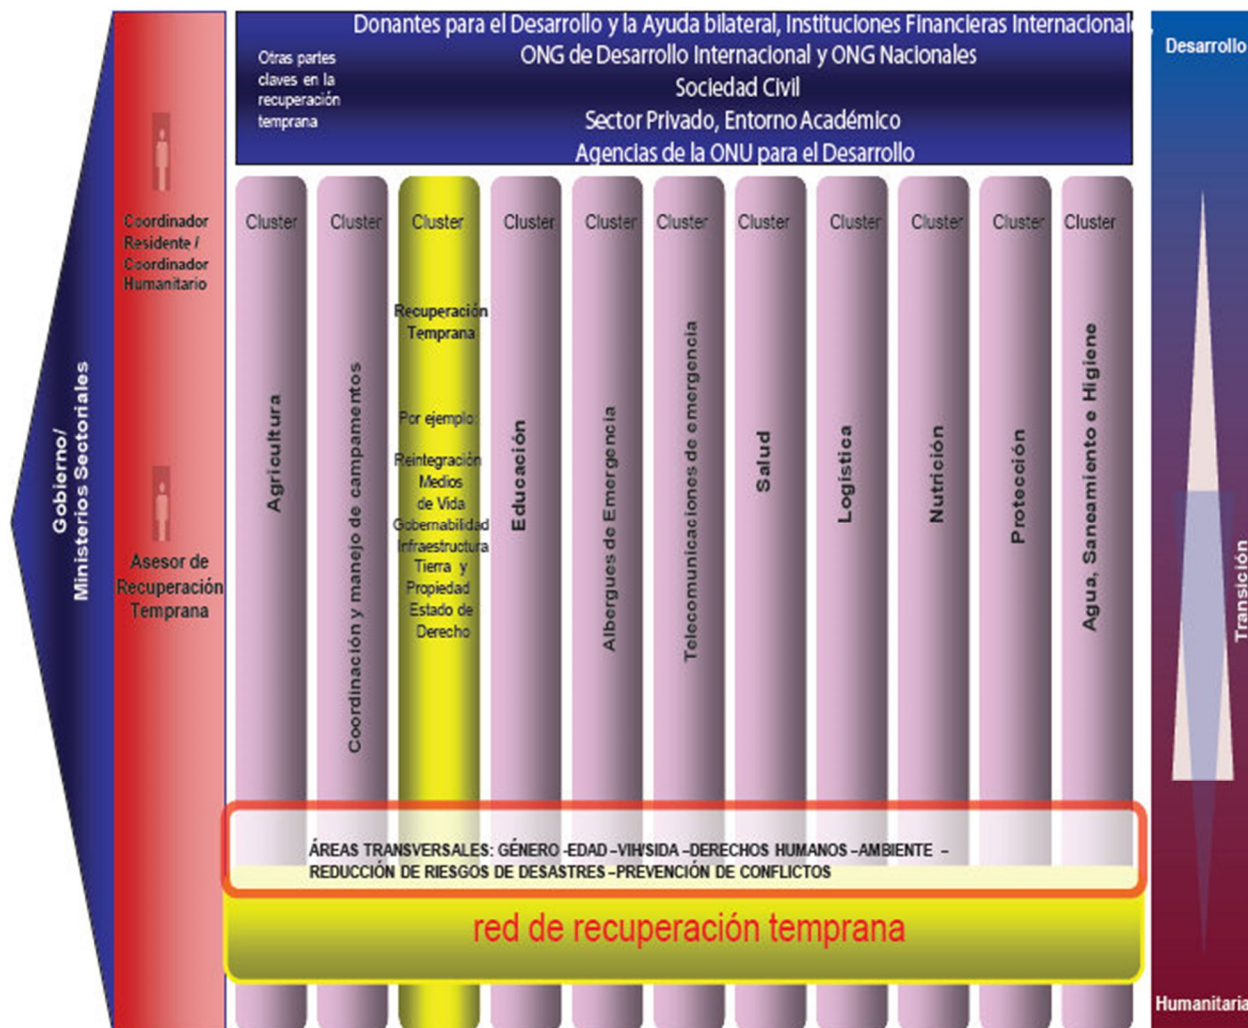 Donantes para el Desarrollo y la Ayuda bilateral, Instituciones Financieras Internacionale,
ONG de Desarrollo Internacional y ONG Nacionales
Sociedad Civil
Sector Privado, Entorno Académico
Agencias de la ONU para el Desarrollo
Otras partes
claves en la
recuperación
temprana
Desarrollo
Transición
Humanitaria
Gobierno/
Ministerios Sectoriales
Coordinador
Residente /
Coordinador
Humanitario
Asesor de
Recuperación
Temprana
Cluster
Agricultura
Cluster
Coordinación y manejo de campamentos
Cluster
Recuperación
Temprana
Por ejemplo:
Reintegración
Medios
de Vida
Gobernabilidad
Infraestructura
Tierra y
Propiedad
Estado de
Derecho
Cluster
Educación
Cluster
Albergues de Emergencia
Cluster
Telecomunicaciones de emergencia
Cluster
Salud
Cluster
Logística
Cluster
Nutrición
Cluster
Protección
Cluster
Agua, Saneamiento e Higiene
ÁREAS TRANSVERSALES: GÉNERO -EDAD –VIH/SIDA –DERECHOS HUMANOS –AMBIENTE –
REDUCCIÓN DE RIESGOS DE DESASTRES –PREVENCIÓN DE CONFLICTOS
red de recuperación temprana